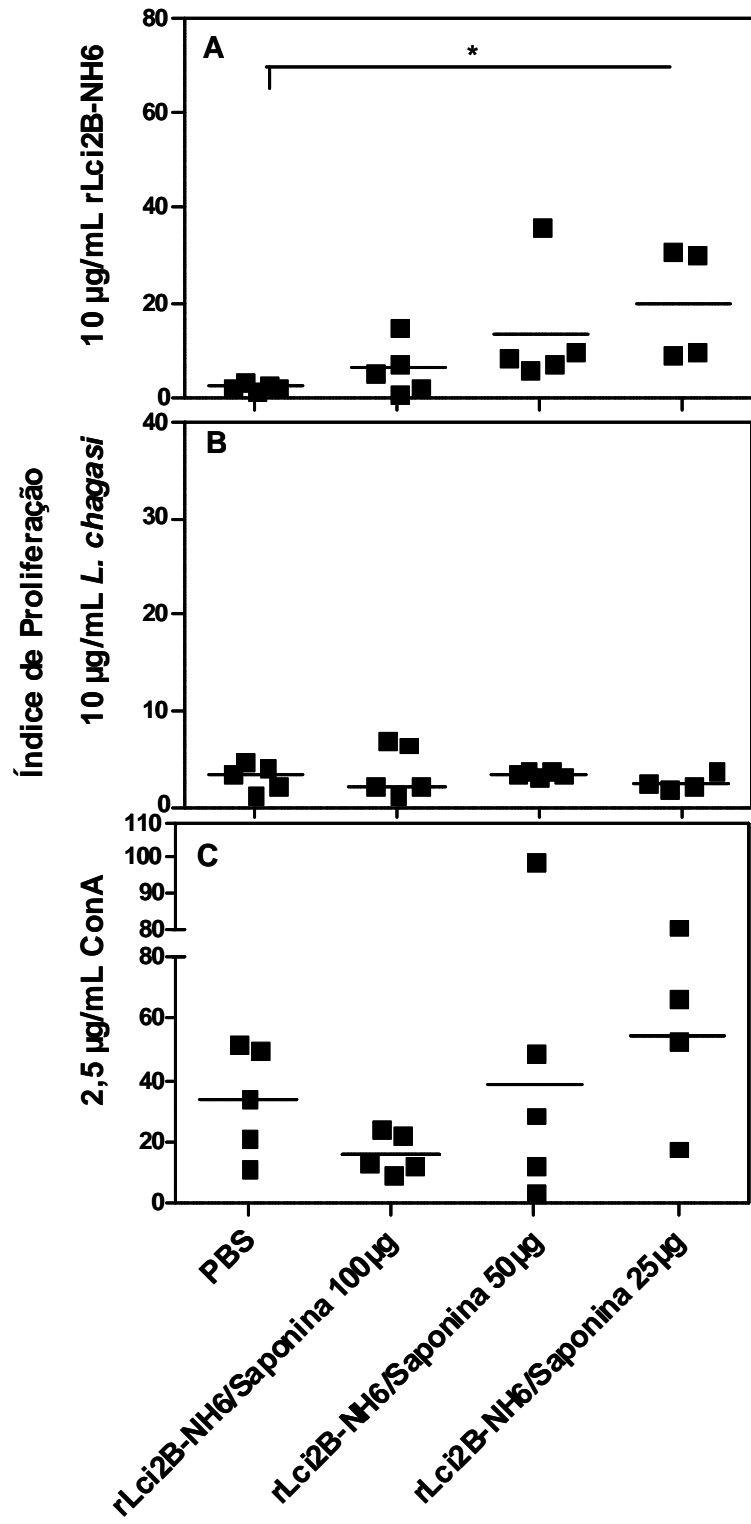 Índice de Proliferação
10 µg/mL rLci2B-NH6
A
*
80
60
40
20
0
10 µg/mL L. chagasi
B
40
30
20
10
0
2,5 µg/mL ConA
C
110
100
90
80
80
60
40
20
0
PBS
rLci2B-NH6/Saponina 100µg
rLci2B-NH6/Saponina 50µg
rLci2B-NH6/Saponina 25µg